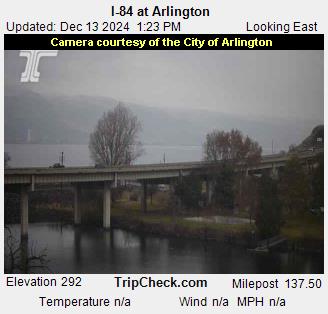 I-84 at Arlington
Updated: Dec 13 2024 1:23 PM Looking East
Camera courtesy of the City of Arlington
Elevation 292 TripCheck.com Milepost 137.50
Temperature n/a Wind n/a MPH n/a